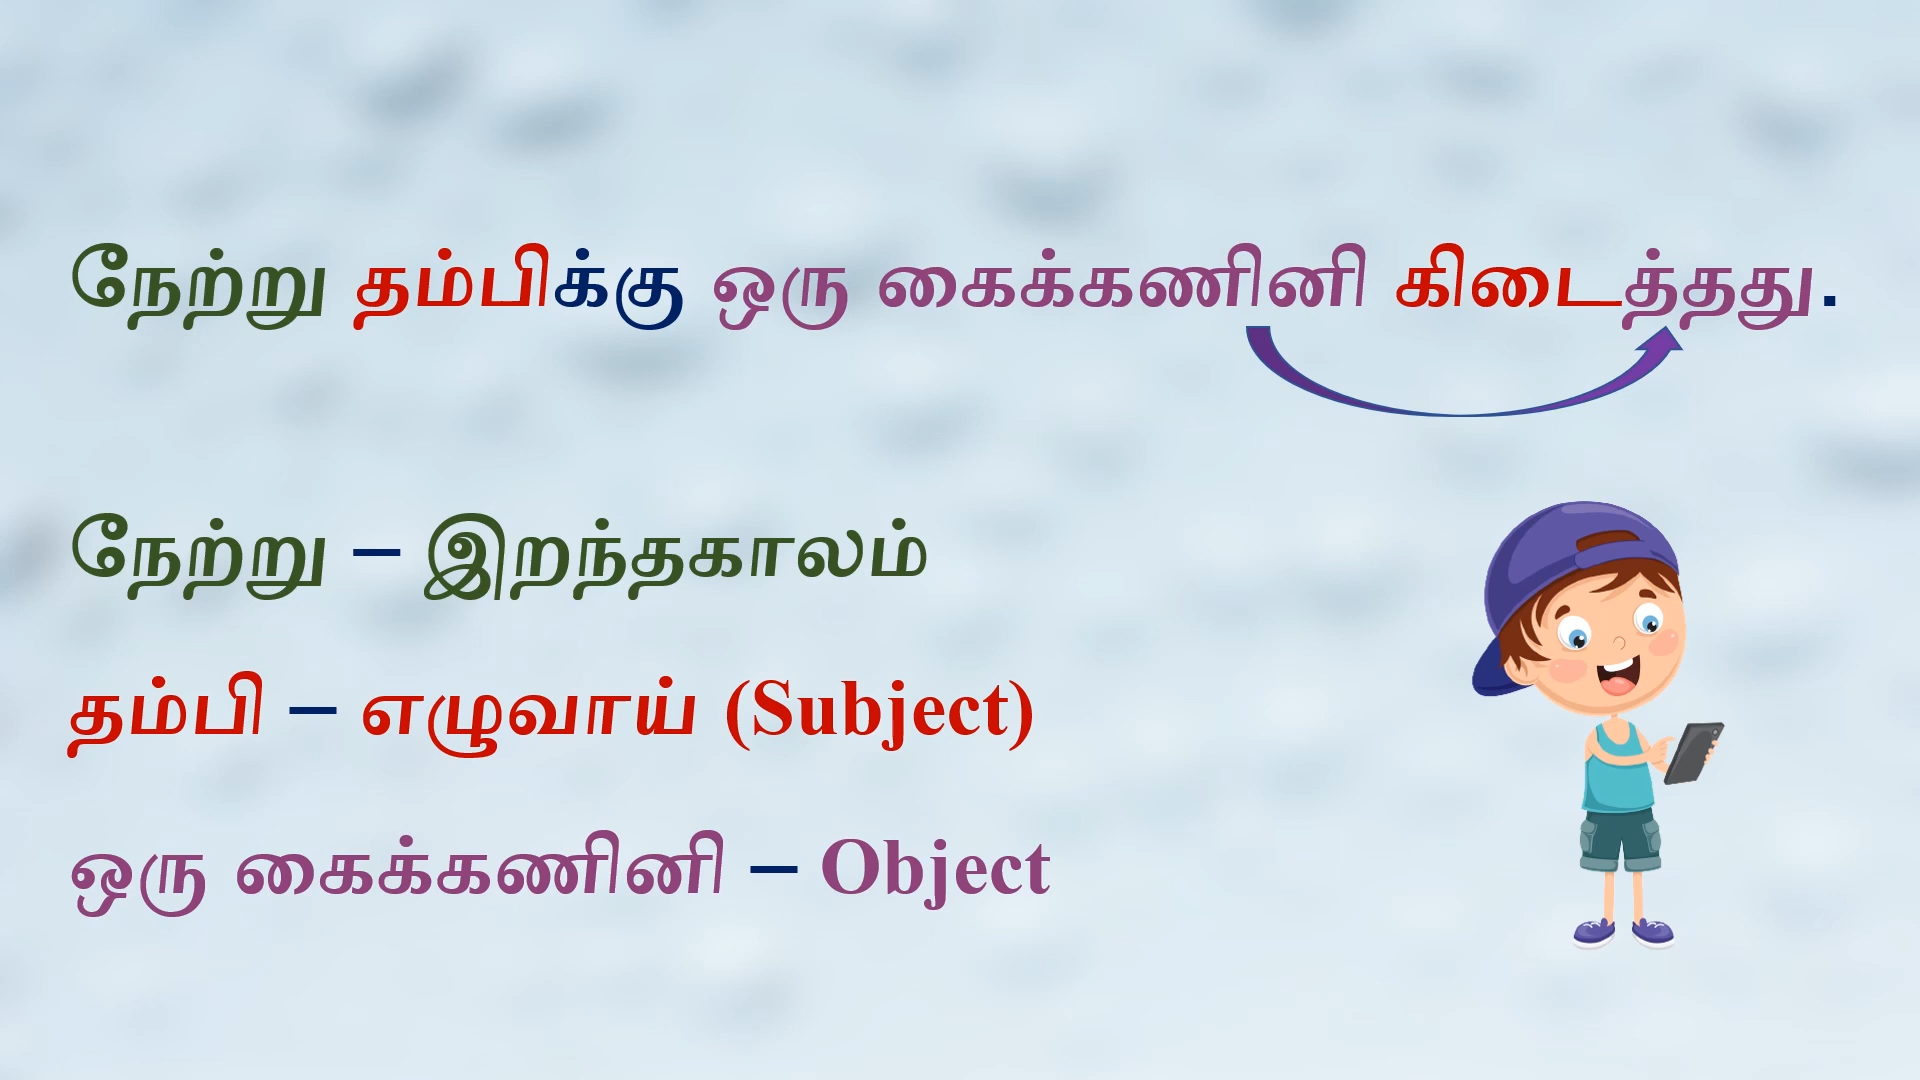 நேற்று தம்பிக்கு ஒரு கைக்கணினி கிடைத்தது.
நேற்று – இறந்தகாலம்
தம்பி – எழுவாய் (Subject)
ஒரு கைக்கணினி – Object